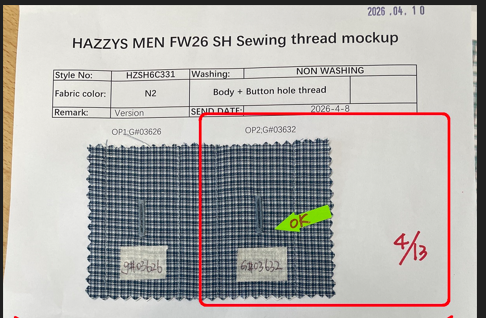 2026.04.10
HAZZYS MEN FW26 SH Sewing thread mockup
Style No: HZSH6C331 Washing: NON WASHING
Fabric color: N2 Body + Button hole thread
Remark: Version SEND DATE: 2026-4-8
OP1;G#03626 OP2;G#03632
OK
4/13
G#03626 G#03632